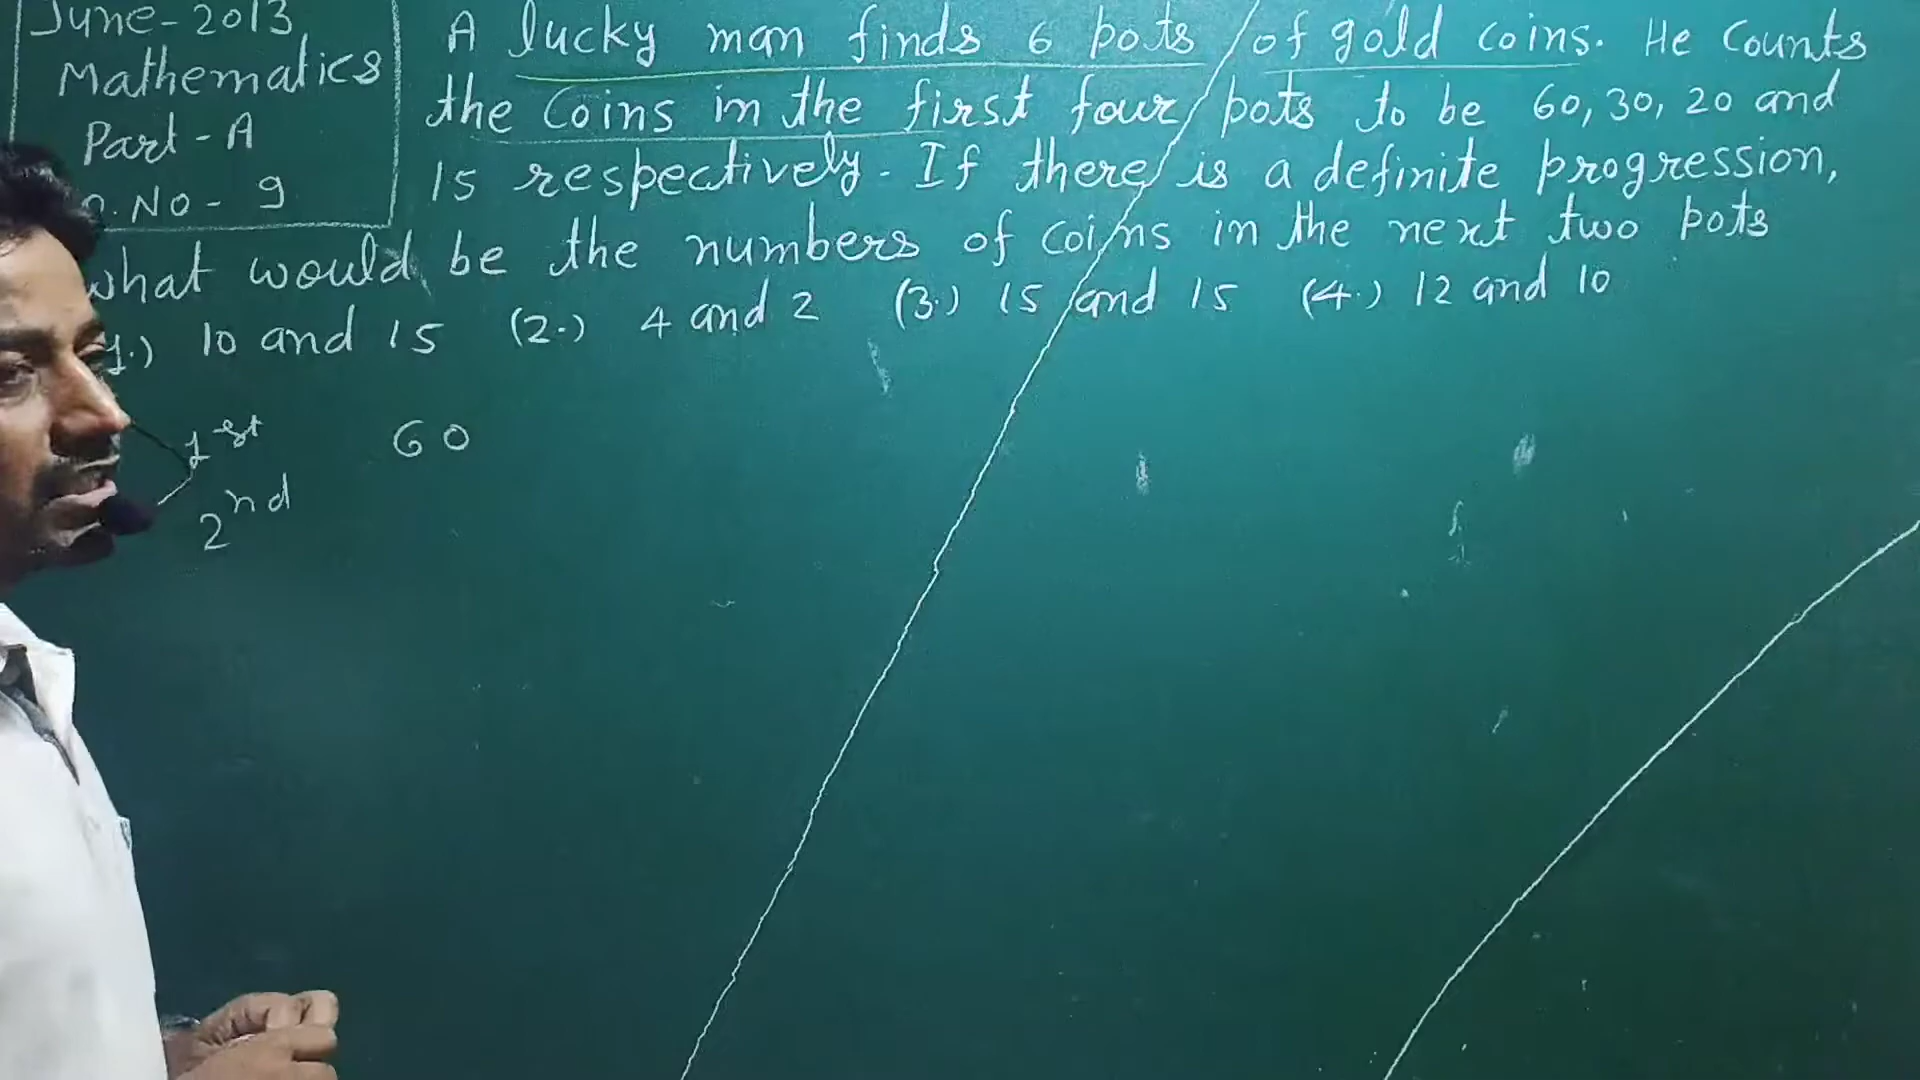 June-2013
Mathematics
Part-A
Q.NO-9
A lucky man finds 6 pots of gold coins. He counts
the coins in the first four pots to be 60, 30, 20 and
15 respectively. If there is a definite progression,
what would be the numbers of coins in the next two pots
1.) 10 and 15 (2.) 4 and 2 (3.) 15 and 15 (4.) 12 and 10
1st 60
2nd